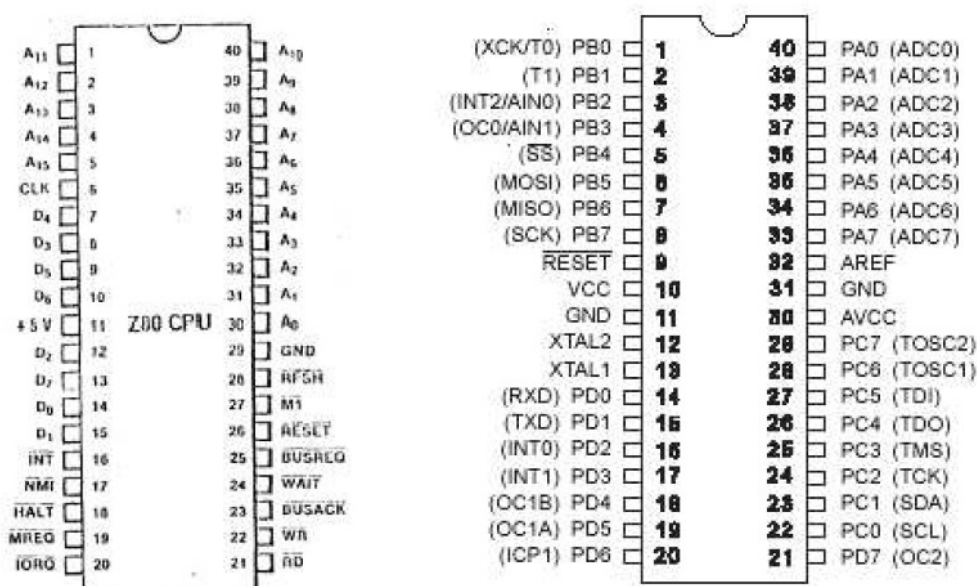 A11 1 40 A10
A12 2 39 A9
A13 3 38 A8
A14 4 37 A7
A15 5 36 A6
CLK 6 35 A5
D4 7 34 A4
D3 8 33 A3
D5 9 32 A2
D6 10 31 A1
+5V 11 Z80 CPU 30 A0
D2 12 29 GND
D7 13 28 RFSH
D0 14 27 M1
D1 15 26 RESET
INT 16 25 BUSREQ
NMI 17 24 WAIT
HALT 18 23 BUSACK
MREQ 19 22 WR
IORQ 20 21 RD
(XCK/T0) PB0 1 40 PA0 (ADC0)
(T1) PB1 2 39 PA1 (ADC1)
(INT2/AIN0) PB2 3 38 PA2 (ADC2)
(OC0/AIN1) PB3 4 37 PA3 (ADC3)
(SS) PB4 5 36 PA4 (ADC4)
(MOSI) PB5 6 35 PA5 (ADC5)
(MISO) PB6 7 34 PA6 (ADC6)
(SCK) PB7 8 33 PA7 (ADC7)
RESET 9 32 AREF
VCC 10 31 GND
GND 11 30 AVCC
XTAL2 12 29 PC7 (TOSC2)
XTAL1 13 28 PC6 (TOSC1)
(RXD) PD0 14 27 PC5 (TDI)
(TXD) PD1 15 26 PC4 (TDO)
(INT0) PD2 16 25 PC3 (TMS)
(INT1) PD3 17 24 PC2 (TCK)
(OC1B) PD4 18 23 PC1 (SDA)
(OC1A) PD5 19 22 PC0 (SCL)
(ICP1) PD6 20 21 PD7 (OC2)